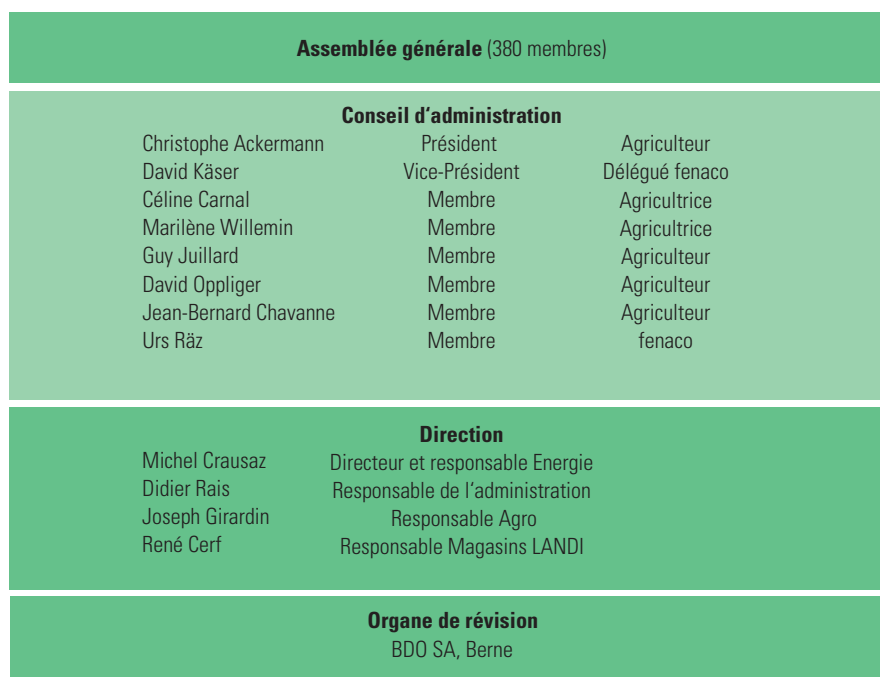 Assemblée générale (380 membres)
Conseil d‘administration
Christophe Ackermann Président Agriculteur
David Käser Vice-Président Délégué fenaco
Céline Carnal Membre Agricultrice
Marilène Willemin Membre Agricultrice
Guy Juillard Membre Agriculteur
David Oppliger Membre Agriculteur
Jean-Bernard Chavanne Membre Agriculteur
Urs Räz Membre fenaco
Direction
Michel Crausaz Directeur et responsable Energie
Didier Rais Responsable de l‘administration
Joseph Girardin Responsable Agro
René Cerf Responsable Magasins LANDI
Organe de révision
BDO SA, Berne